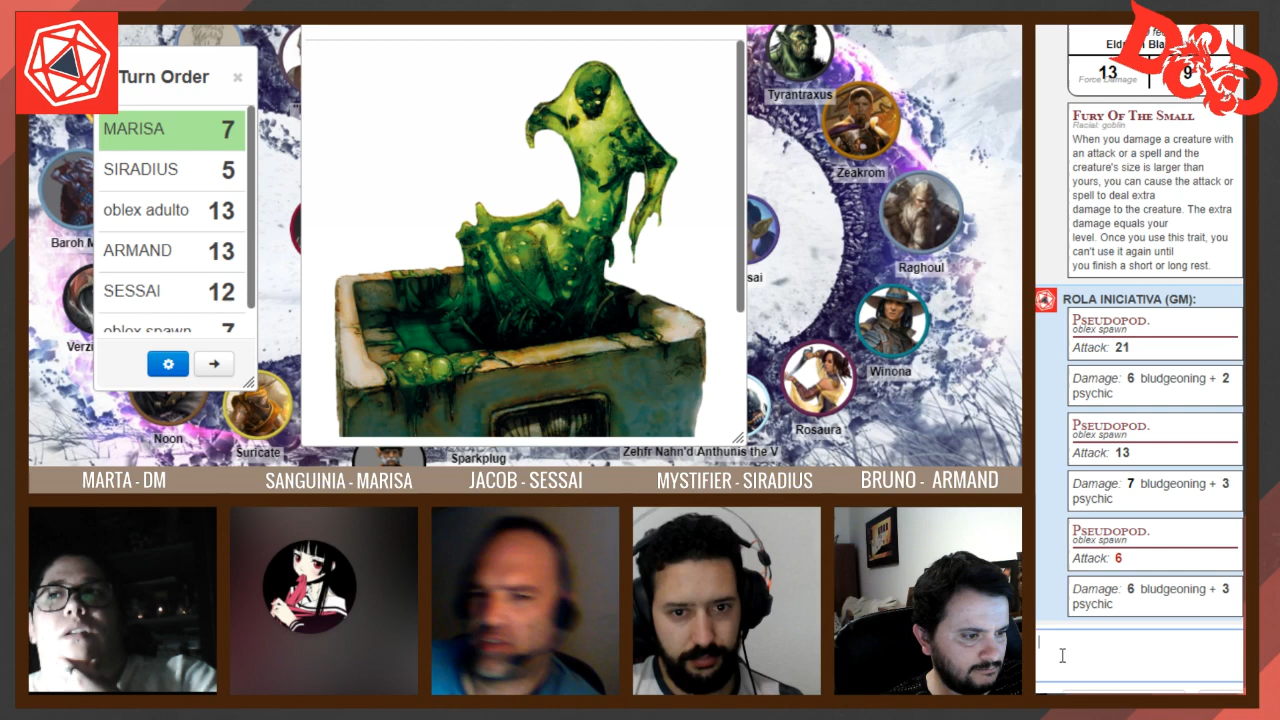 Turn Order
×
MARISA 7
SIRADIUS 5
oblex adulto 13
ARMAND 13
SESSAI 12
oblex spawn 7
Baroh M
Verzi
Noon
Suricate
Sparkplug
Zehfr Nahn'd Anthunis the V
Tyrantraxus
Zeakrom
sai
Raghoul
Winona
Rosaura
MARTA - DM
SANGUINIA - MARISA
JACOB - SESSAI
MYSTIFIER - SIRADIUS
BRUNO - ARMAND
13
9
Force Damage
D&D
FURY OF THE SMALL
Racial: goblin
When you damage a creature with
an attack or a spell and the
creature's size is larger than
yours, you can cause the attack or
spell to deal extra
damage to the creature. The extra
damage equals your
level. Once you use this trait, you
can't use it again until
you finish a short or long rest.
ROLA INICIATIVA (GM):
PSEUDOPOD.
oblex spawn
Attack: 21
Damage: 6 bludgeoning + 2
psychic
PSEUDOPOD.
oblex spawn
Attack: 13
Damage: 7 bludgeoning + 3
psychic
PSEUDOPOD.
oblex spawn
Attack: 6
Damage: 6 bludgeoning + 3
psychic